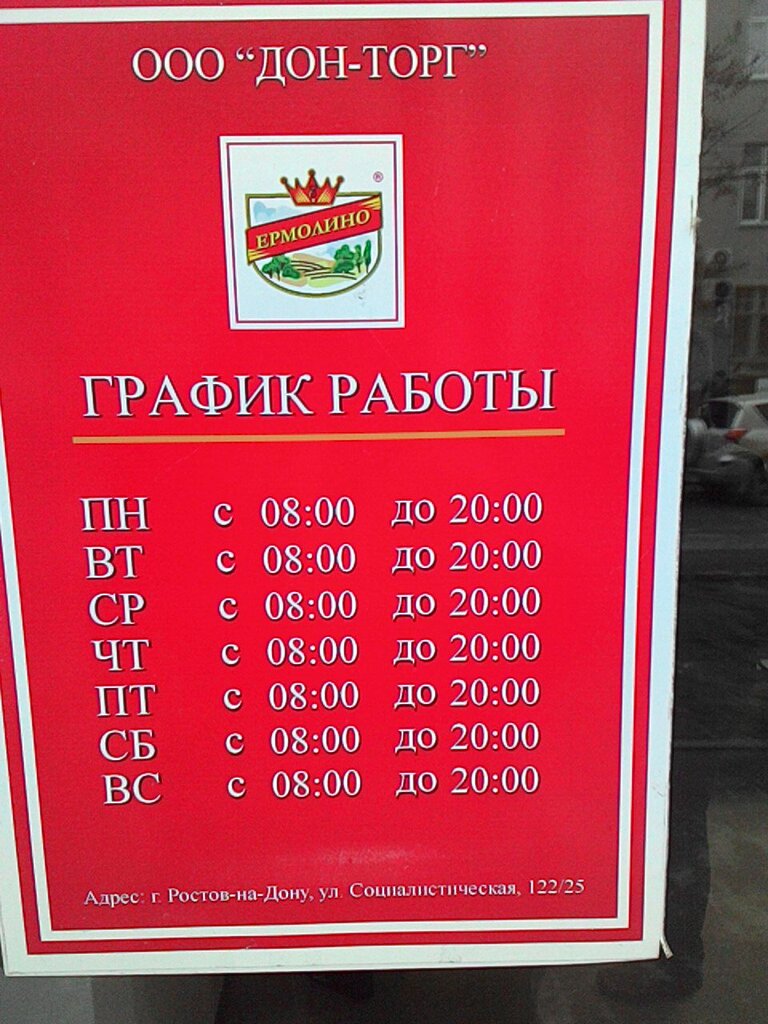 ООО “ДОН-ТОРГ”
®
ЕРМОЛИНО
ГРАФИК РАБОТЫ
ПН с 08:00 до 20:00
ВТ с 08:00 до 20:00
СР с 08:00 до 20:00
ЧТ с 08:00 до 20:00
ПТ с 08:00 до 20:00
СБ с 08:00 до 20:00
ВС с 08:00 до 20:00
Адрес: г. Ростов-на-Дону, ул. Социалистическая, 122/25